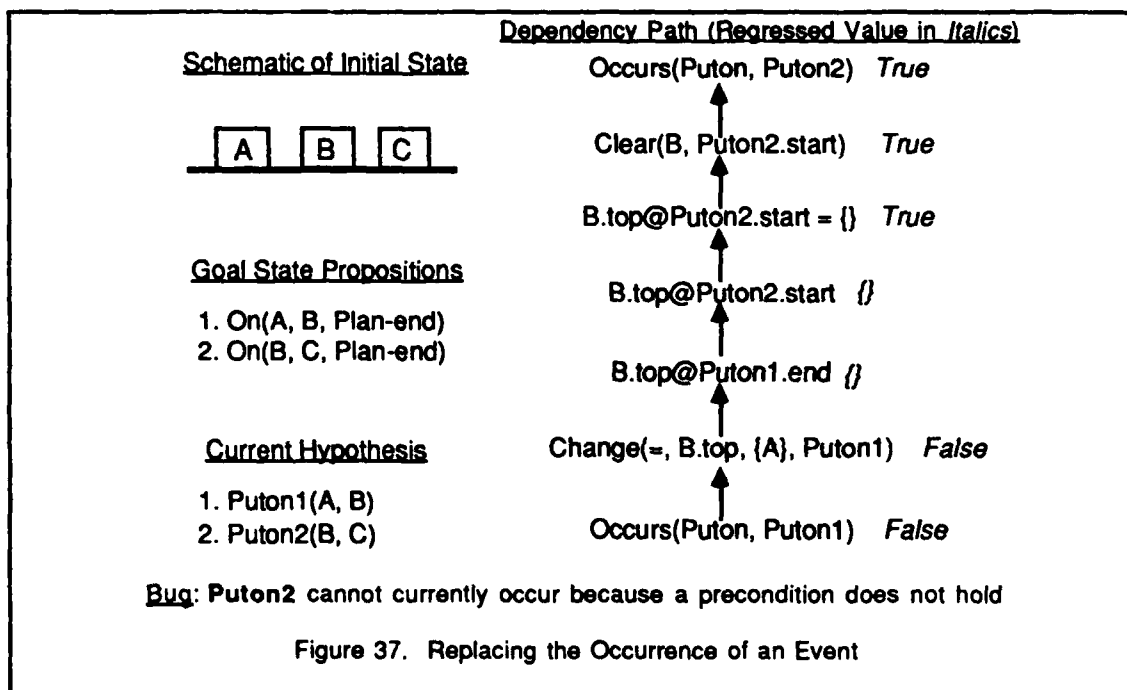 Schematic of Initial State
A B C
Goal State Propositions
1. On(A, B, Plan-end)
2. On(B, C, Plan-end)
Current Hypothesis
1. Puton1(A, B)
2. Puton2(B, C)
Dependency Path (Regressed Value in Italics)
Occurs(Puton, Puton2) True
Clear(B, Puton2.start) True
B.top@Puton2.start = {} True
B.top@Puton2.start {}
B.top@Puton1.end {}
Change(=, B.top, {A}, Puton1) False
Occurs(Puton, Puton1) False
Bug: Puton2 cannot currently occur because a precondition does not hold
Figure 37. Replacing the Occurrence of an Event